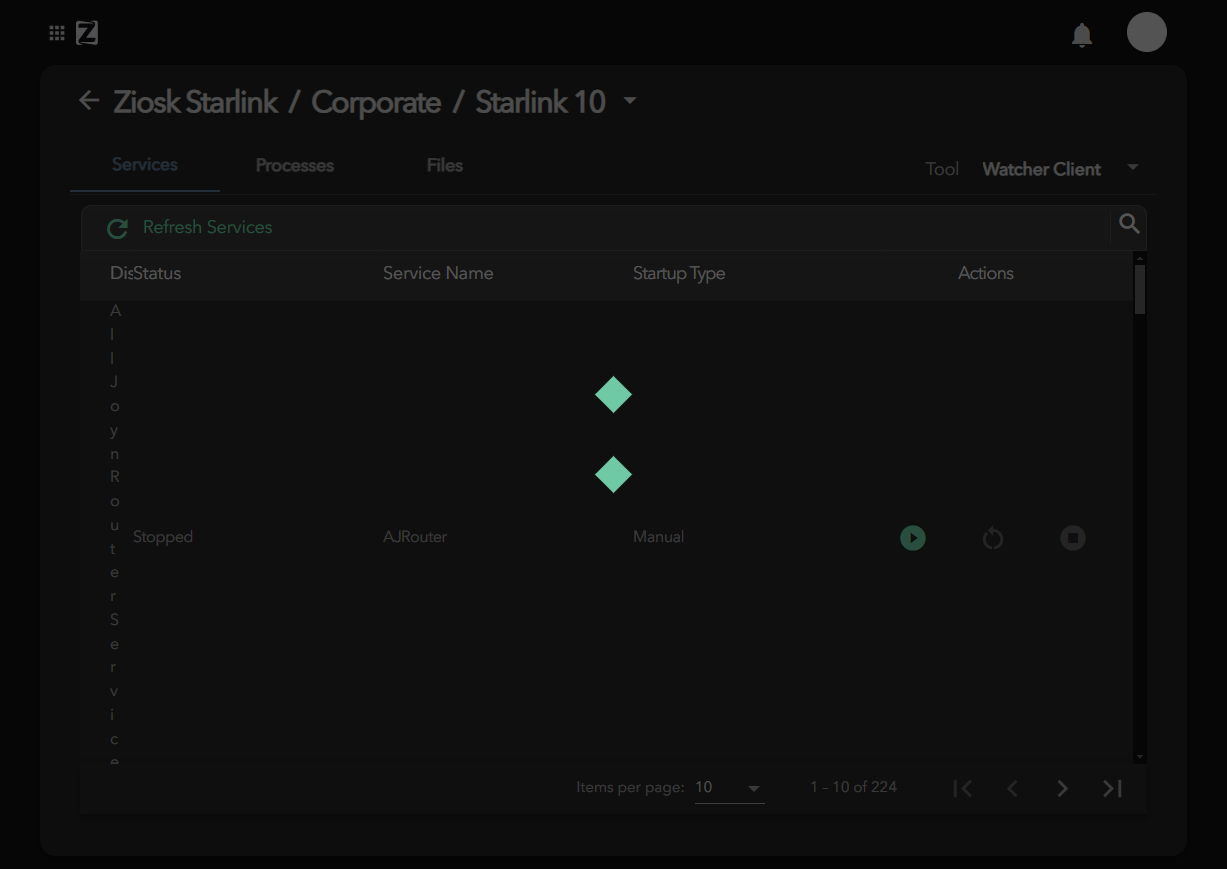 Z
Ziosk Starlink / Corporate / Starlink 10
Services Processes Files Tool Watcher Client
Refresh Services
DisStatus Service Name Startup Type Actions
A
l
l
J
o
y
n
R
o
u
t
e
r
S
e
r
v
i
c
e
Stopped AJRouter Manual
Items per page: 10 1 - 10 of 224